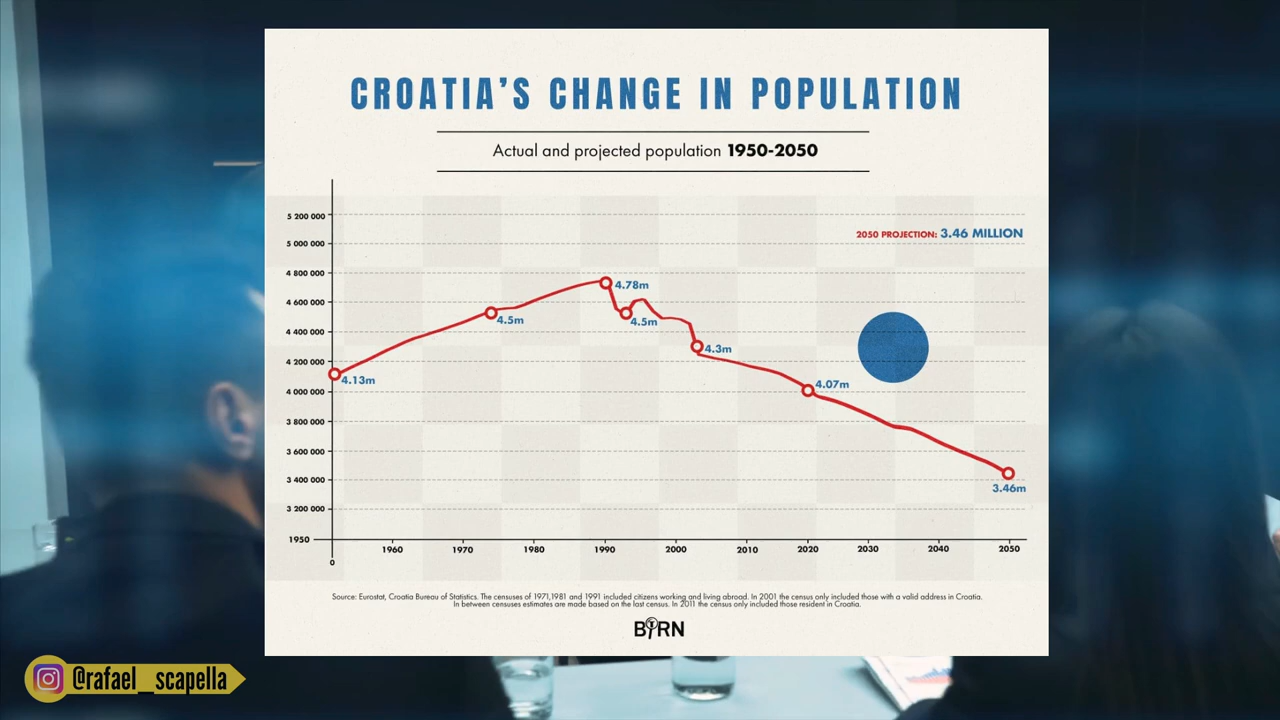 CROATIA'S CHANGE IN POPULATION
Actual and projected population 1950-2050
5 200 000
2050 PROJECTION: 3.46 MILLION
5 000 000
4 800 000
4.78m
4 600 000
4.5m
4.5m
4 400 000
4.3m
4 200 000
4.13m
4.07m
4 000 000
3 800 000
3 600 000
3 400 000
3.46m
3 200 000
1950
1960 1970 1980 1990 2000 2010 2020 2030 2040 2050
0
Source: Eurostat, Croatia Bureau of Statistics. The censuses of 1971,1981 and 1991 included citizens working and living abroad. In 2001 the census only included those with a valid address in Croatia.
In between censuses estimates are made based on the last census. In 2011 the census only included those resident in Croatia.
BIRN
@rafael__scapella